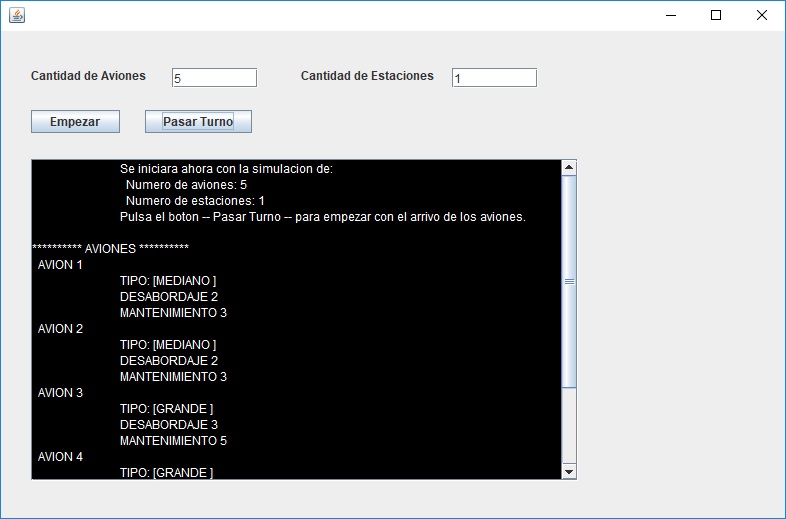 Cantidad de Aviones 5 Cantidad de Estaciones 1
Empezar Pasar Turno
Se iniciara ahora con la simulacion de:
Numero de aviones: 5
Numero de estaciones: 1
Pulsa el boton -- Pasar Turno -- para empezar con el arrivo de los aviones.
********** AVIONES **********
AVION 1
TIPO: [MEDIANO ]
DESABORDAJE 2
MANTENIMIENTO 3
AVION 2
TIPO: [MEDIANO ]
DESABORDAJE 2
MANTENIMIENTO 3
AVION 3
TIPO: [GRANDE ]
DESABORDAJE 3
MANTENIMIENTO 5
AVION 4
TIPO: [GRANDE ]